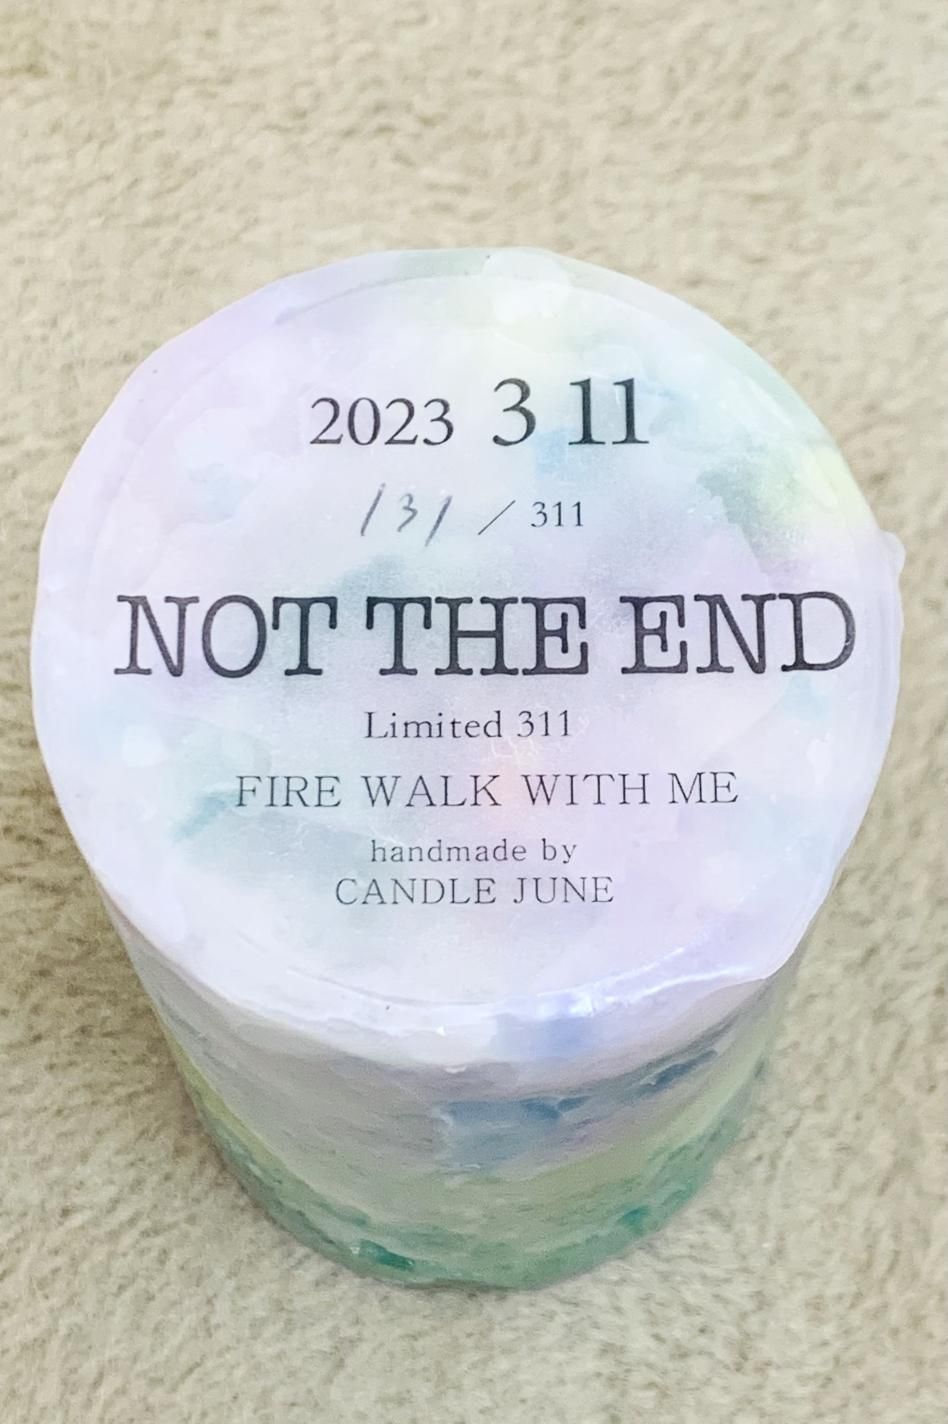 2023 3 11
131 / 311
NOT THE END
Limited 311
FIRE WALK WITH ME
handmade by
CANDLE JUNE